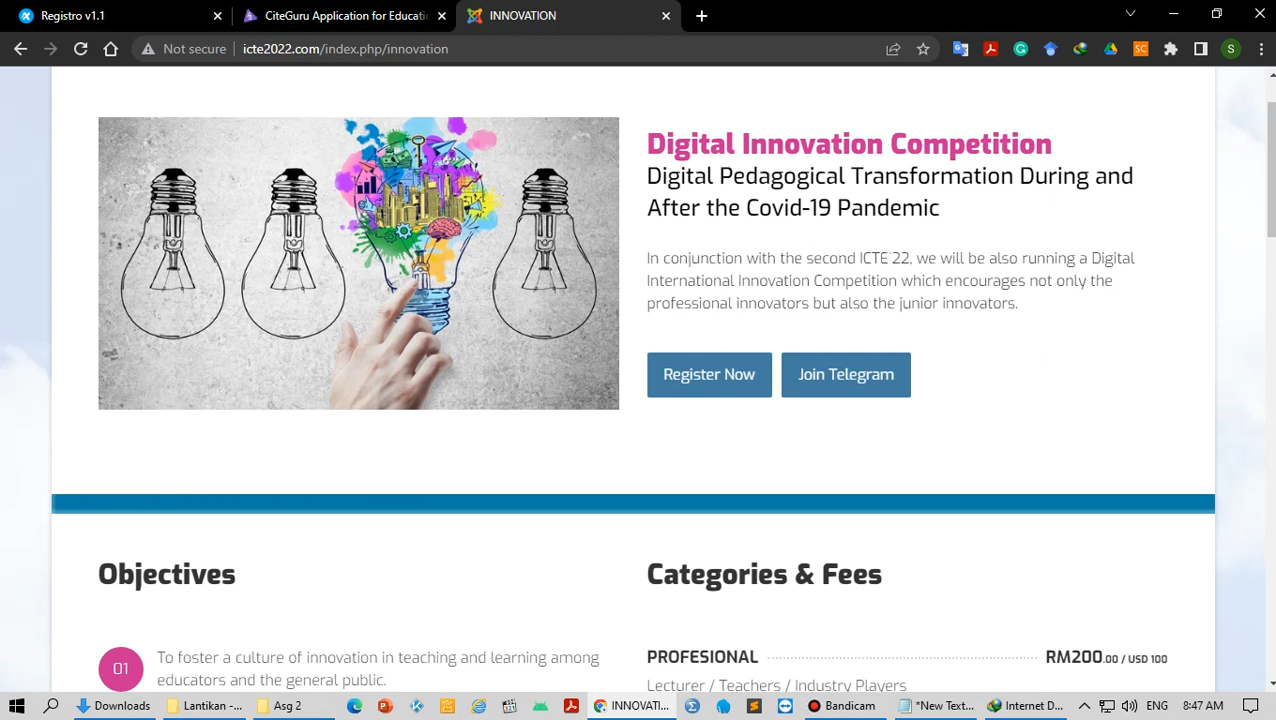 Registro v1.1
CiteGuru Application for Educati
INNOVATION
Not secure
icte2022.com/index.php/innovation
SC
S
Digital Innovation Competition
Digital Pedagogical Transformation During and
After the Covid-19 Pandemic
In conjunction with the second ICTE'22, we will be also running a Digital
International Innovation Competition which encourages not only the
professional innovators but also the junior innovators.
Register Now
Join Telegram
Objectives
01
To foster a culture of innovation in teaching and learning among
educators and the general public.
Categories & Fees
PROFESIONAL RM200.00 / USD 100
Lecturer / Teachers / Industry Players
Downloads
Lantikan -...
Asg 2
INNOVATI...
Bandicam
*New Text...
Internet D...
ENG
8:47 AM